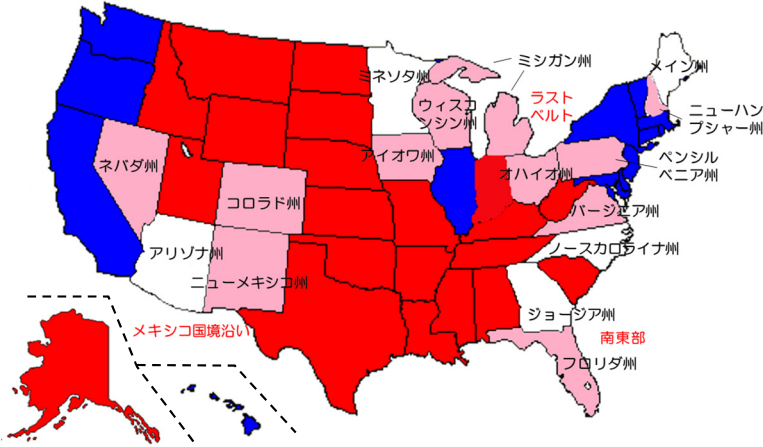 ミシガン州
メイン州
ミネソタ州
ラスト
ベルト
ウィスコ
ンシン州
ニューハン
プシャー州
アイオワ州
ペンシル
ベニア州
ネバダ州
オハイオ州
コロラド州
バージニア州
アリゾナ州
ノースカロライナ州
ニューメキシコ州
ジョージア州
メキシコ国境沿い
南東部
フロリダ州